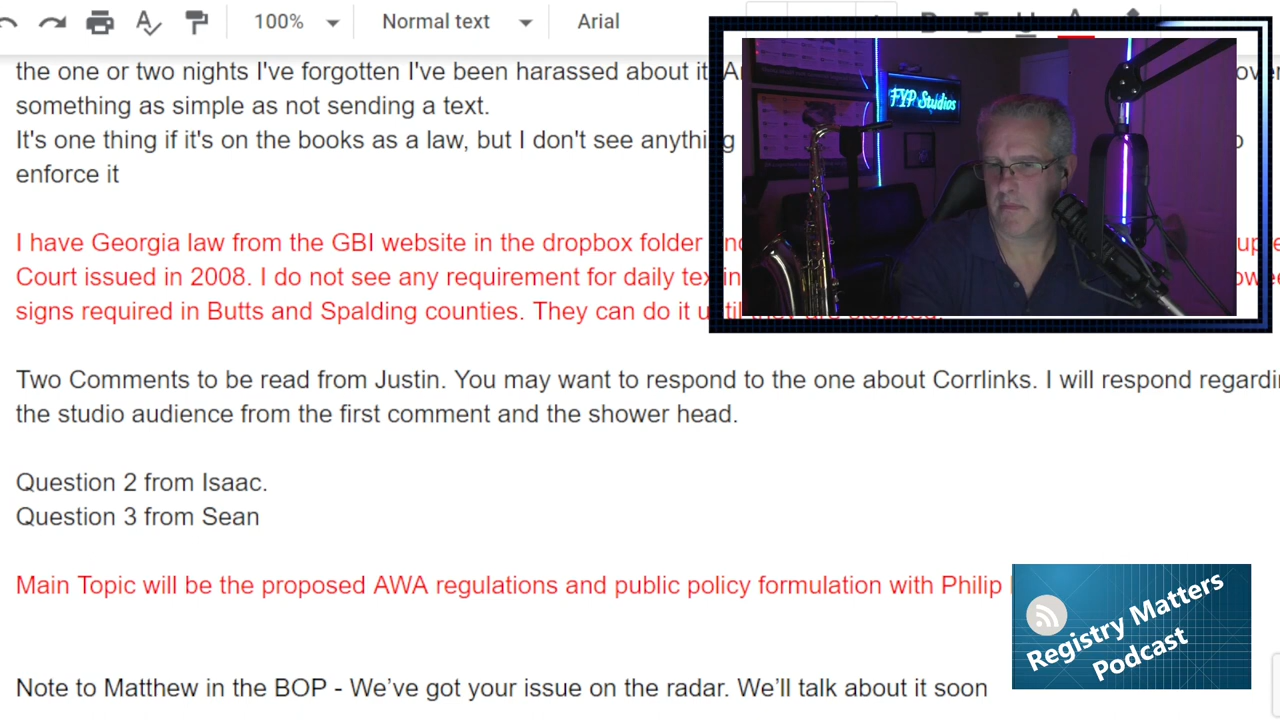 100% Normal text Arial
the one or two nights I've forgotten I've been harassed about it
something as simple as not sending a text.
It's one thing if it's on the books as a law, but I don't see anything
enforce it
I have Georgia law from the GBI website in the dropbox folder
Court issued in 2008. I do not see any requirement for daily
signs required in Butts and Spalding counties. They can do it until they are stopped.
Two Comments to be read from Justin. You may want to respond to the one about Corrlinks. I will respond
the studio audience from the first comment and the shower head.
Question 2 from Isaac.
Question 3 from Sean
Main Topic will be the proposed AWA regulations and public policy formulation with Philip
Note to Matthew in the BOP - We've got your issue on the radar. We'll talk about it soon
FYP Studios
Registry Matters
Podcast